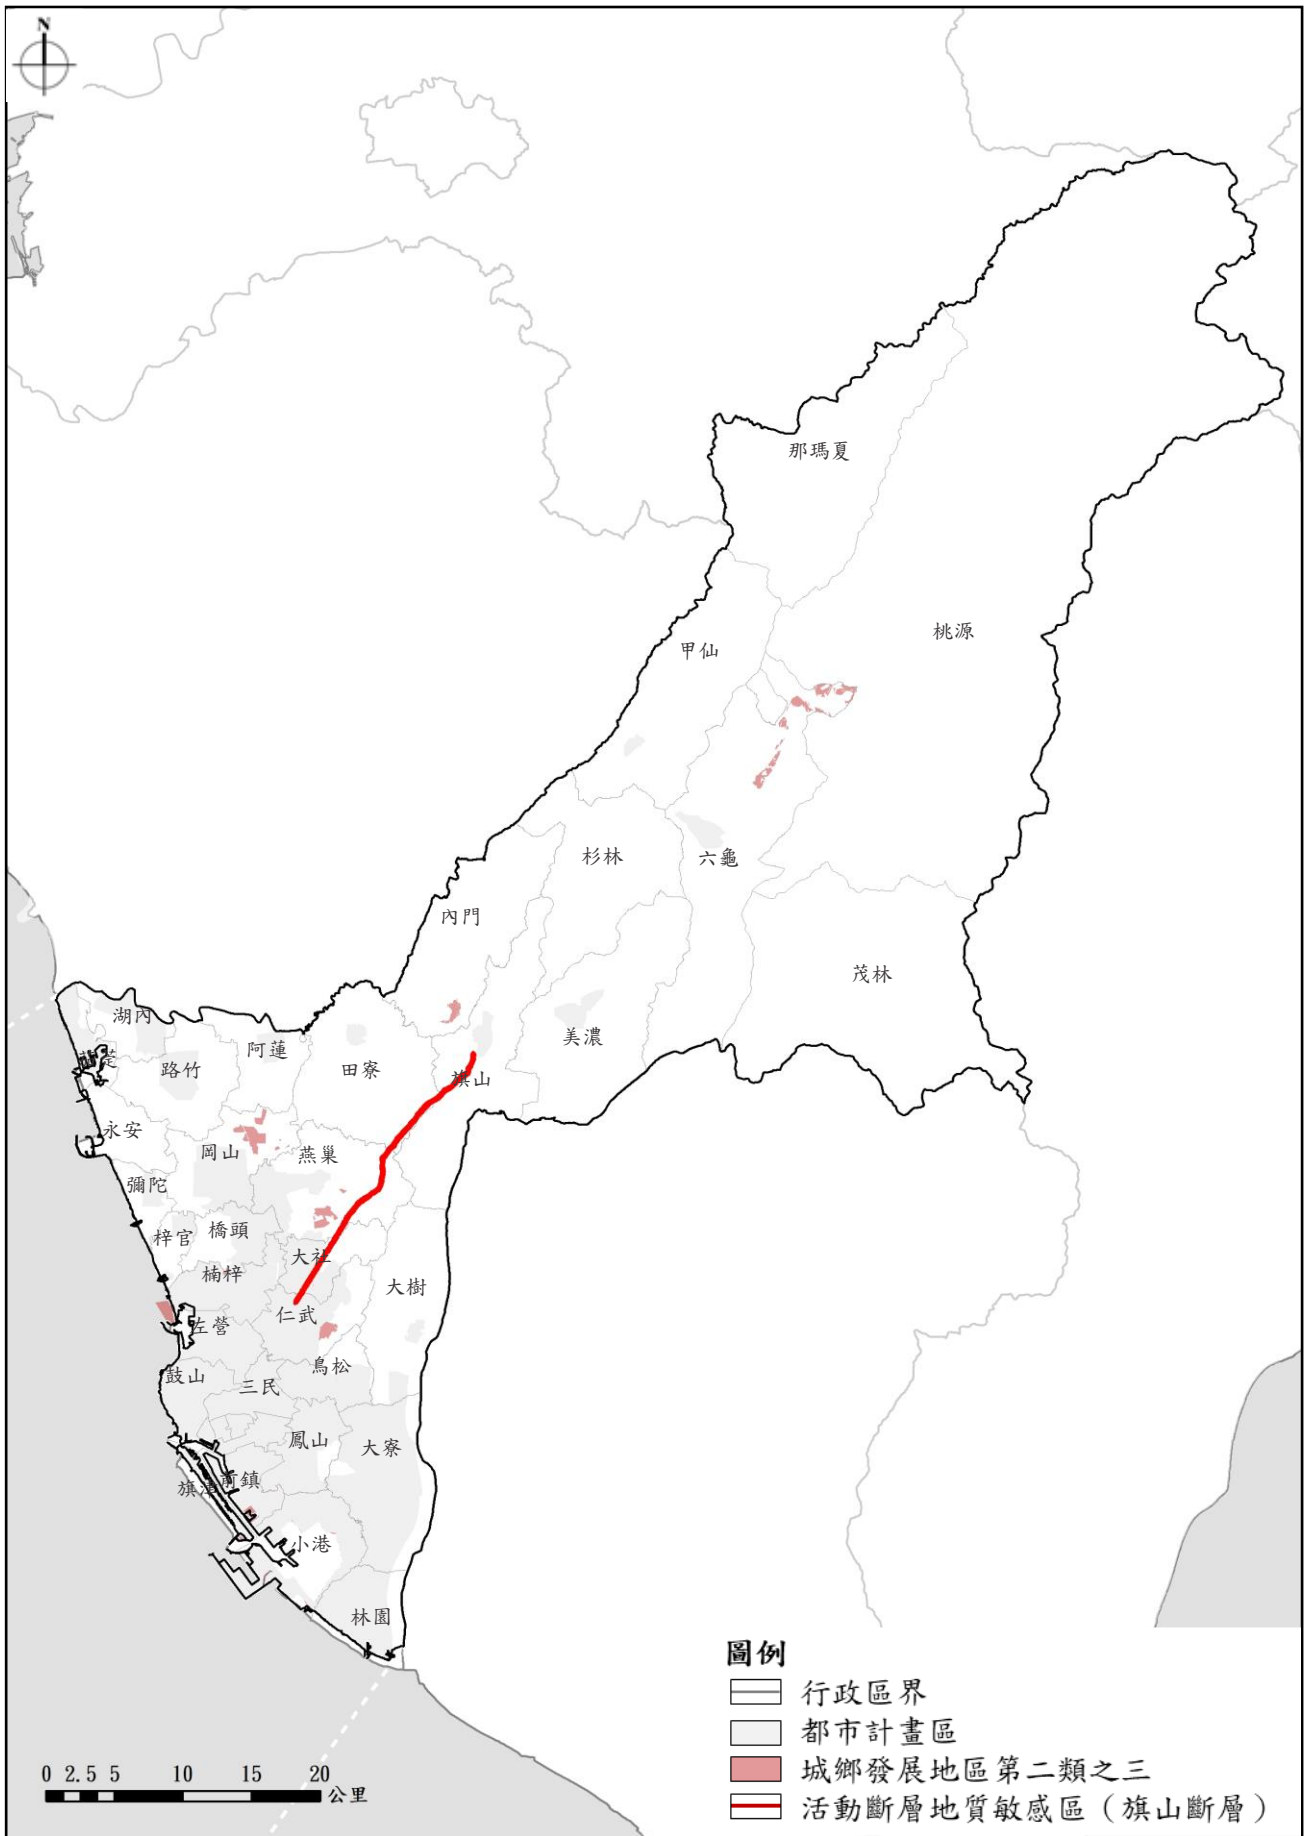 N
那瑪夏
桃源
甲仙
杉林
六龜
內門
茂林
湖內
美濃
阿蓮
路竹
田寮
旗山
永安
岡山
燕巢
彌陀
梓官
橋頭
大社
楠梓
大樹
仁武
左營
鳥松
鼓山
三民
鳳山
大寮
前鎮
旗津
小港
林園
圖例
行政區界
都市計畫區
城鄉發展地區第二類之三
活動斷層地質敏感區（旗山斷層）
0 2.5 5 10 15 20
公里